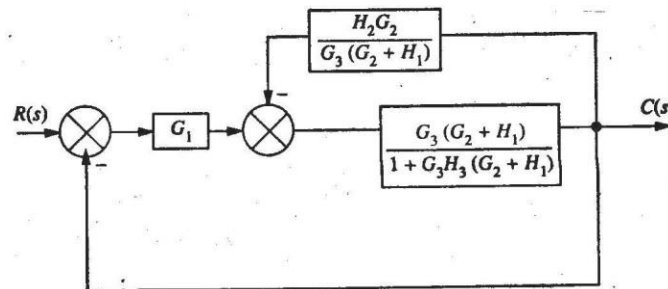 H₂G₂
G₃ (G₂ + H₁)
−
R(s)
G₁
C(s
G₃ (G₂ + H₁)
1 + G₃H₃ (G₂ + H₁)
−